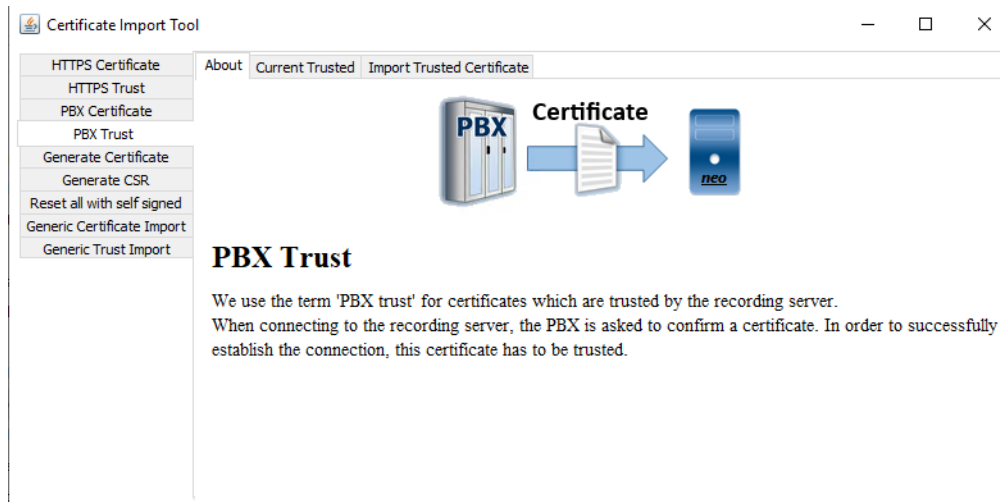 Certificate Import Tool
HTTPS Certificate
HTTPS Trust
PBX Certificate
PBX Trust
Generate Certificate
Generate CSR
Reset all with self signed
Generic Certificate Import
Generic Trust Import
About Current Trusted Import Trusted Certificate
PBX
Certificate
neo
PBX Trust
We use the term 'PBX trust' for certificates which are trusted by the recording server.
When connecting to the recording server, the PBX is asked to confirm a certificate. In order to successfully
establish the connection, this certificate has to be trusted.